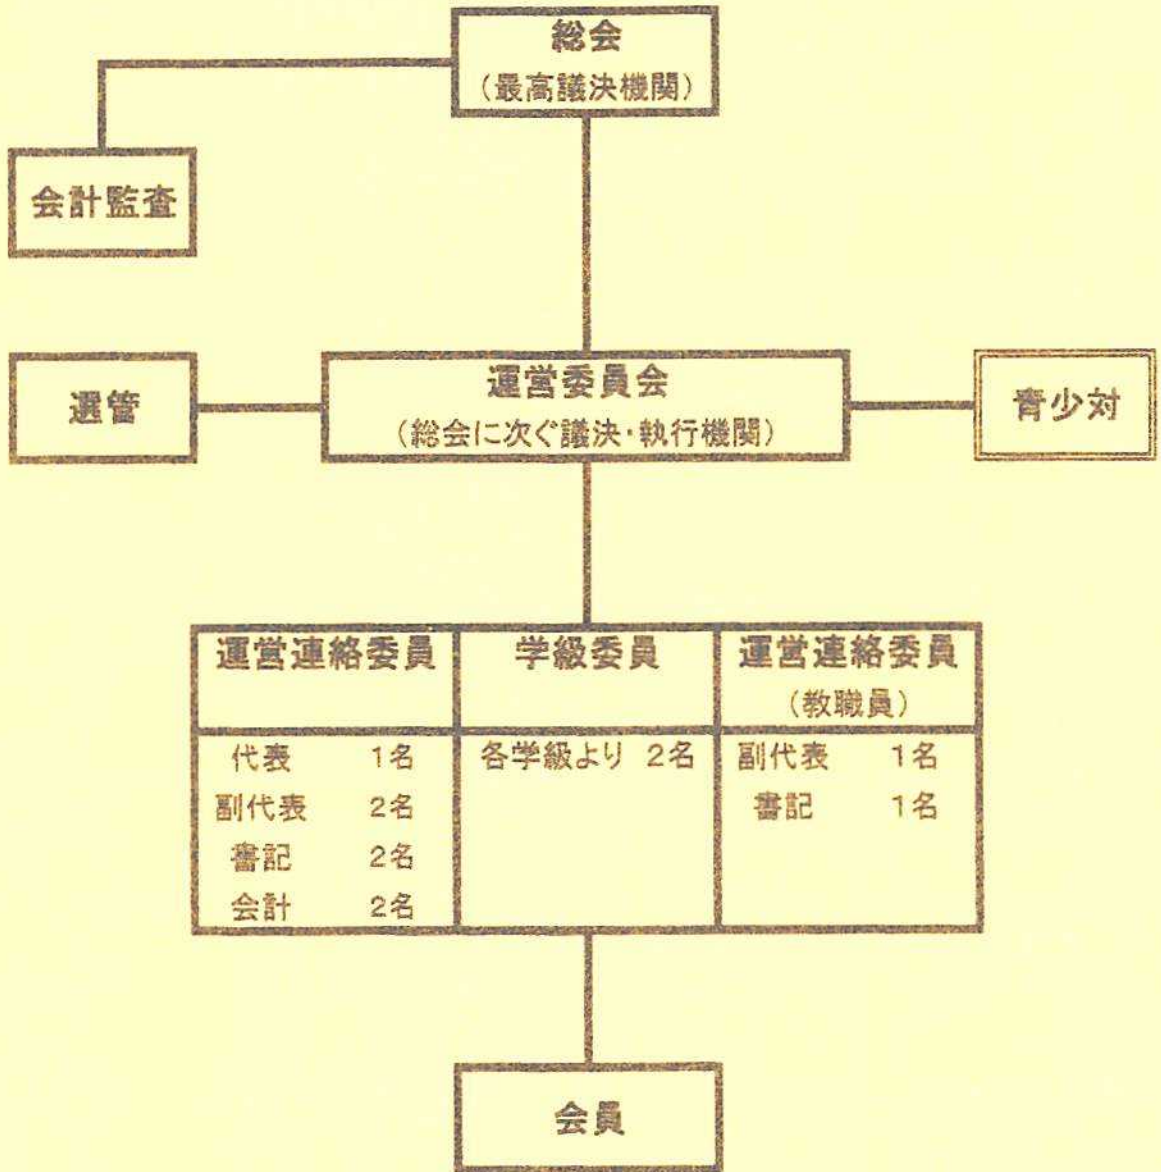 総会
(最高議決機関)
会計監査
選管
運営委員会
(総会に次ぐ議決・執行機関)
青少対
運営連絡委員
学級委員
運営連絡委員
(教職員)
代表 1名
副代表 2名
書記 2名
会計 2名
各学級より 2名
副代表 1名
書記 1名
会員